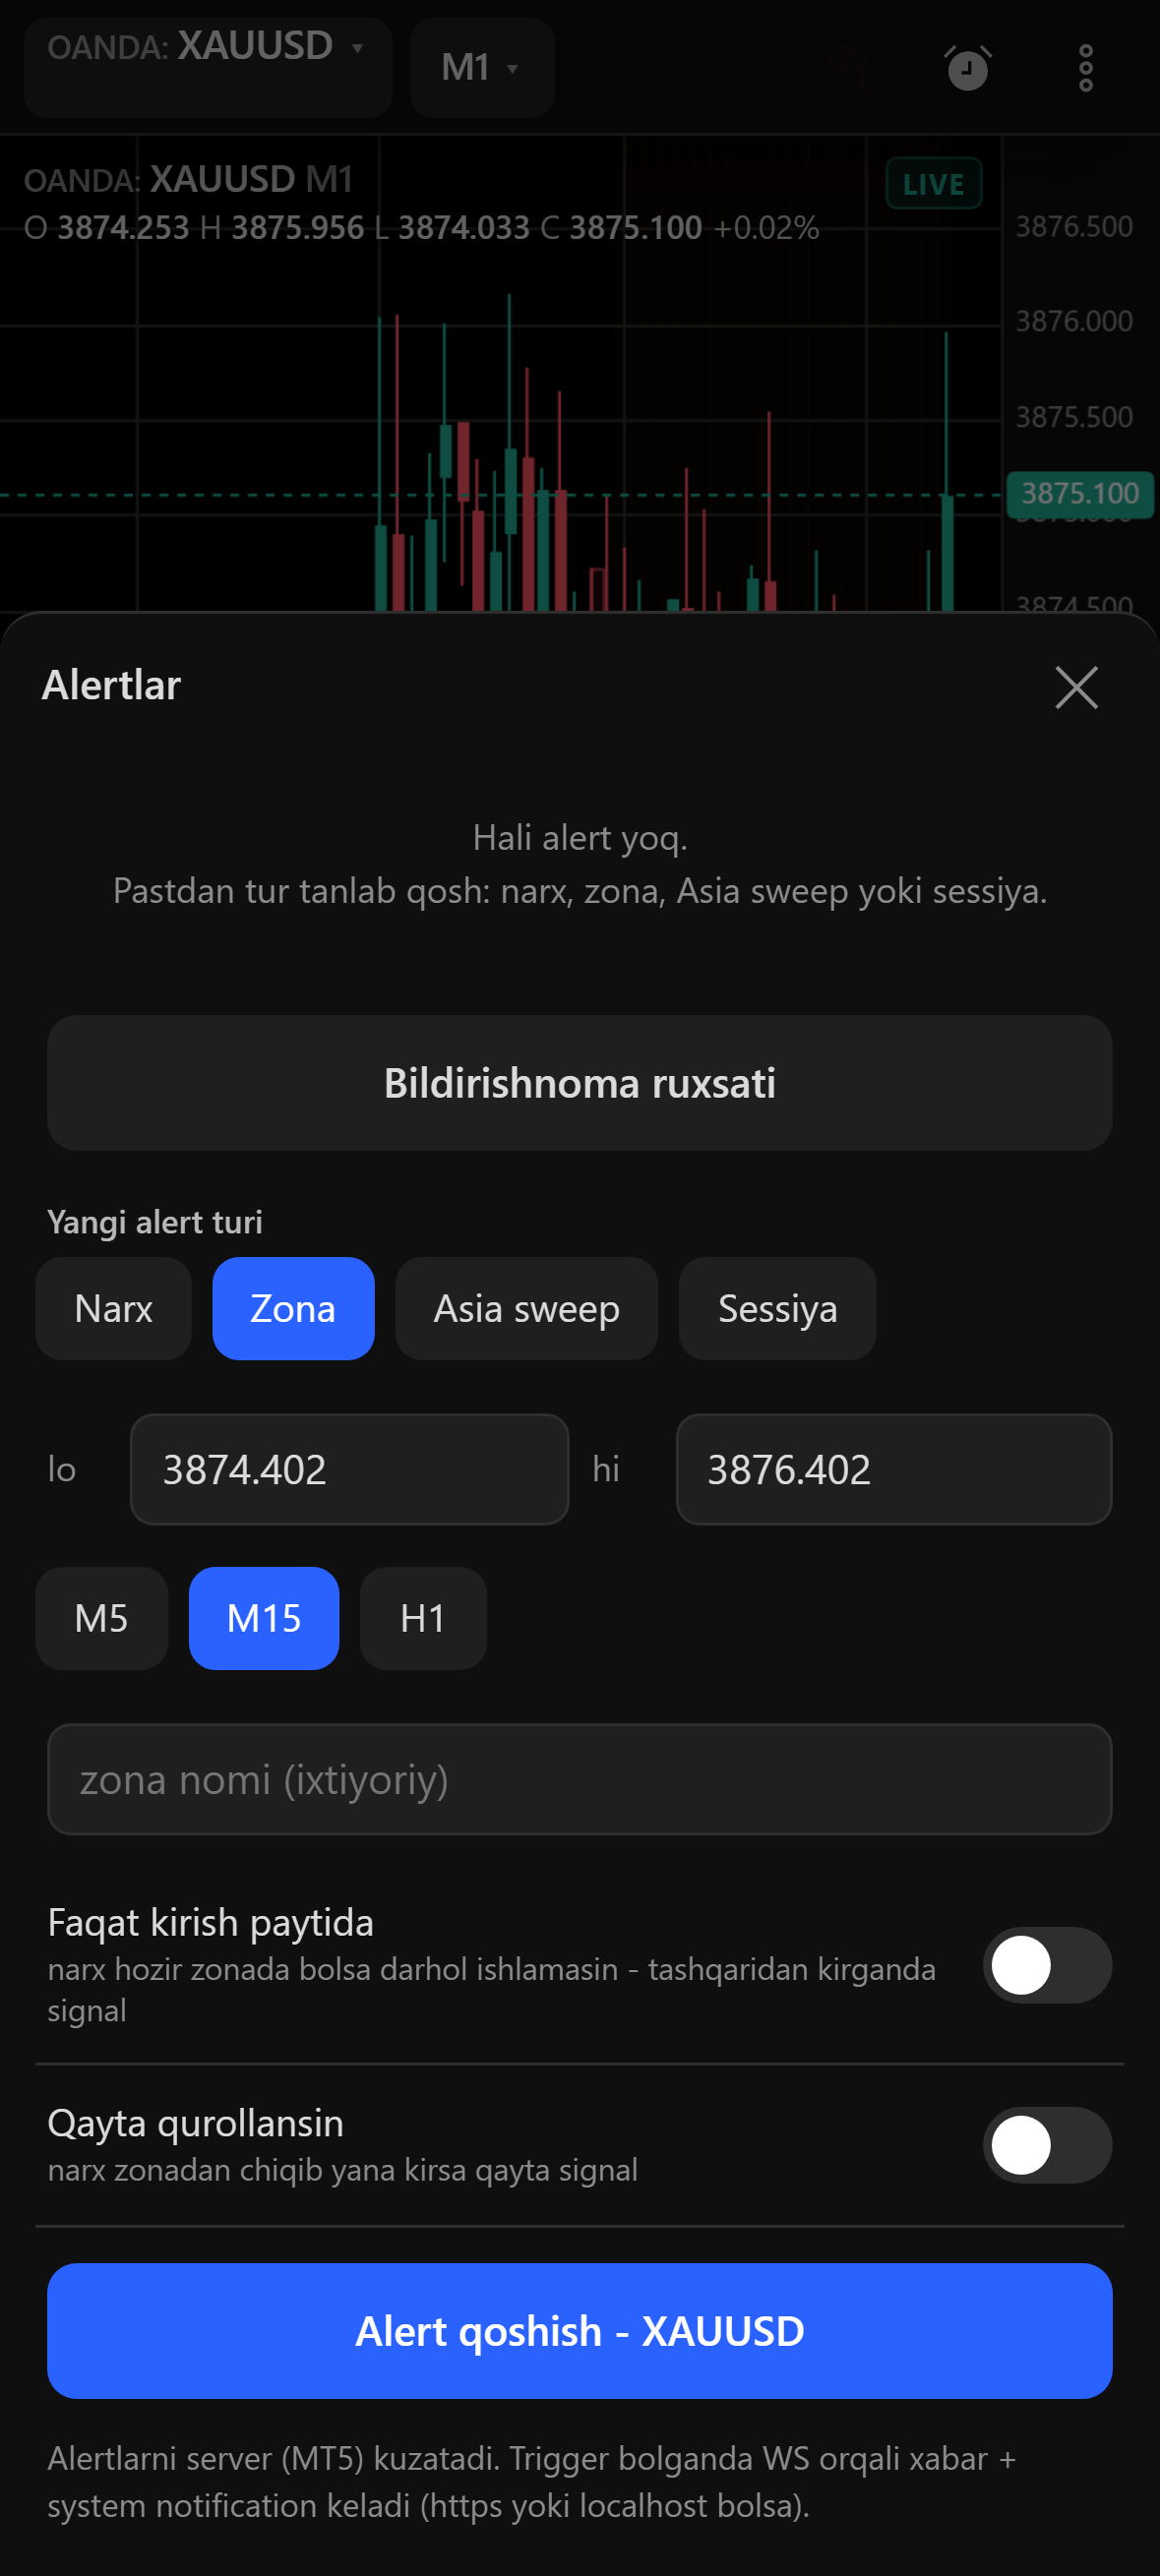 OANDA: XAUUSD ▾ M1 ▾
OANDA: XAUUSD M1 LIVE
O 3874.253 H 3875.956 L 3874.033 C 3875.100 +0.02%
3876.500
3876.000
3875.500
3875.100
3874.500
Alertlar
Hali alert yoq.
Pastdan tur tanlab qosh: narx, zona, Asia sweep yoki sessiya.
Bildirishnoma ruxsati
Yangi alert turi
Narx Zona Asia sweep Sessiya
lo 3874.402 hi 3876.402
M5 M15 H1
zona nomi (ixtiyoriy)
Faqat kirish paytida
narx hozir zonada bolsa darhol ishlamasin - tashqaridan kirganda
signal
Qayta qurollansin
narx zonadan chiqib yana kirsa qayta signal
Alert qoshish - XAUUSD
Alertlarni server (MT5) kuzatadi. Trigger bolganda WS orqali xabar +
system notification keladi (https yoki localhost bolsa).